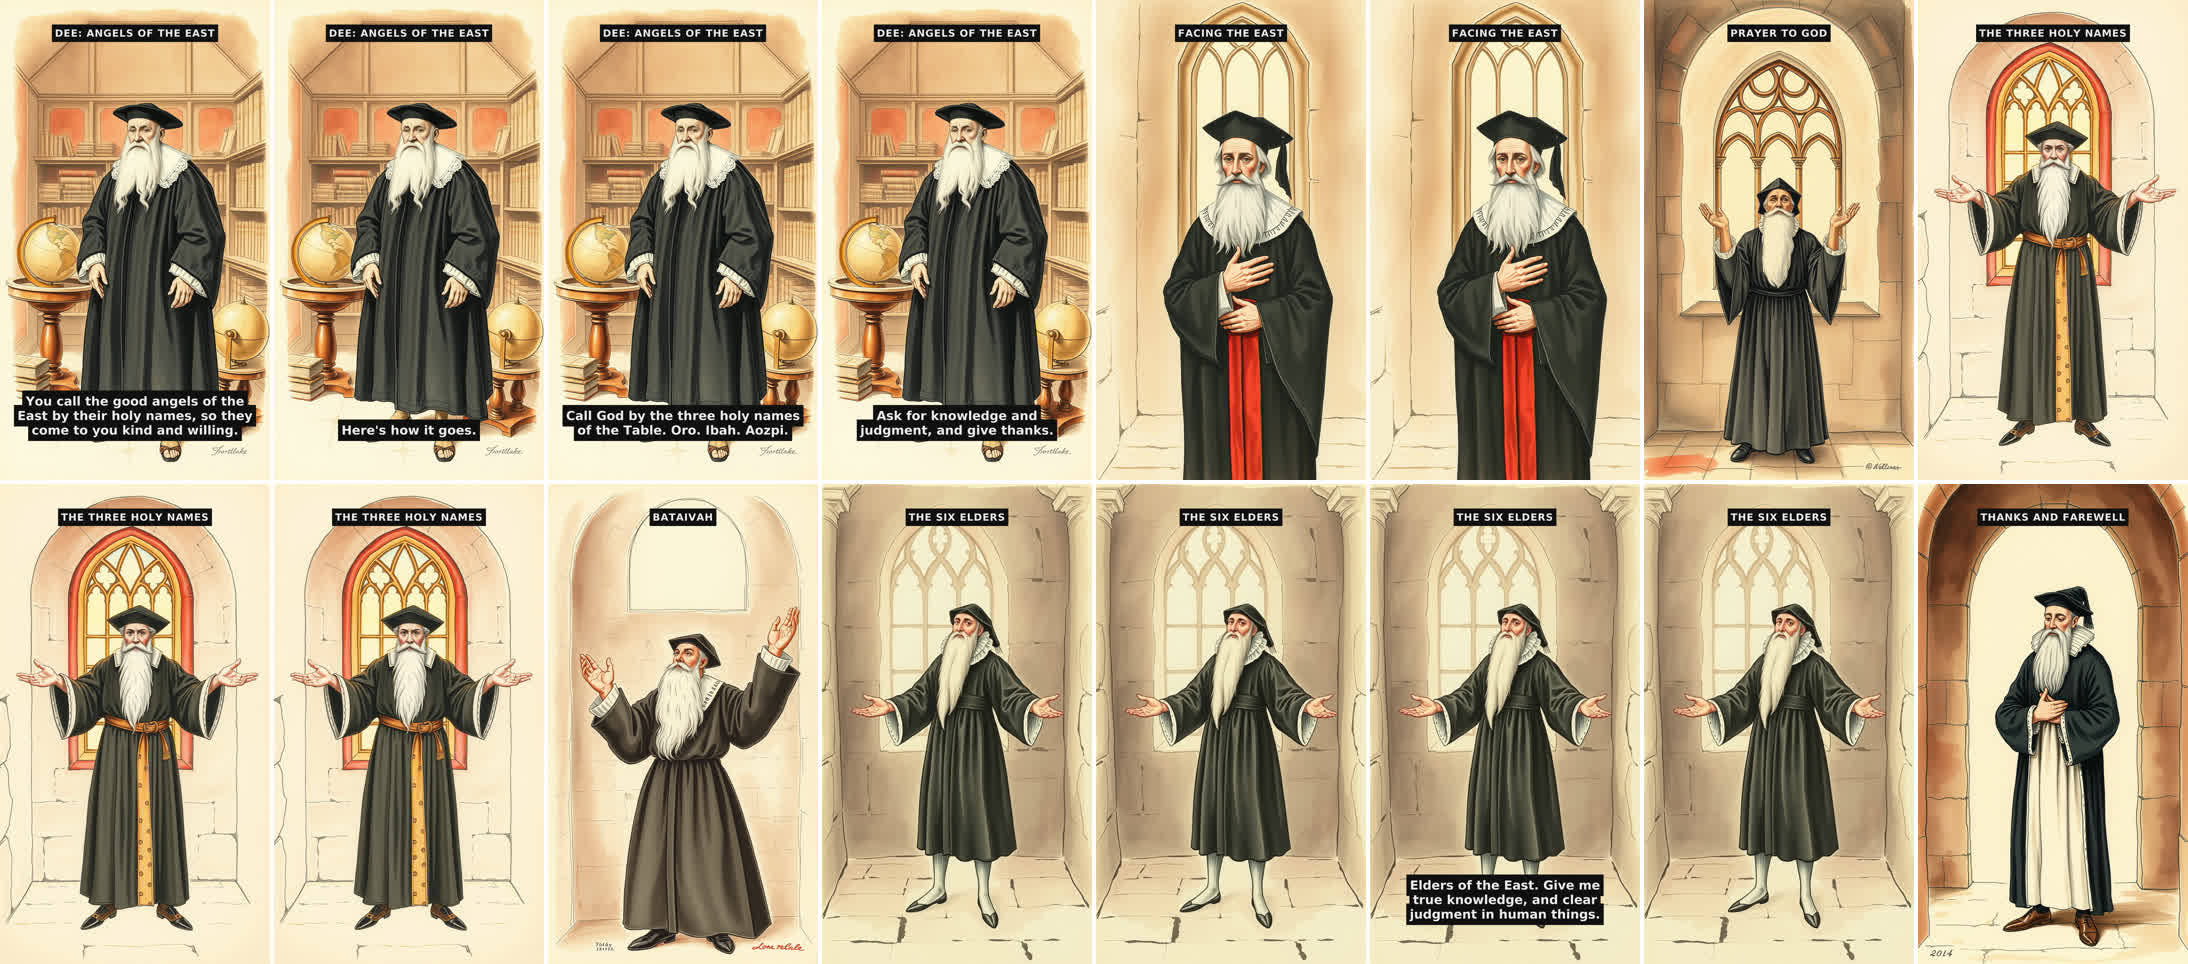 DEE: ANGELS OF THE EAST
You call the good angels of the
East by their holy names, so they
come to you kind and willing.
DEE: ANGELS OF THE EAST
Here's how it goes.
DEE: ANGELS OF THE EAST
Call God by the three holy names
of the Table. Oro. Ibah. Aozpi.
DEE: ANGELS OF THE EAST
Ask for knowledge and
judgment, and give thanks.
FACING THE EAST
FACING THE EAST
PRAYER TO GOD
THE THREE HOLY NAMES
THE THREE HOLY NAMES
THE THREE HOLY NAMES
BATAIVAH
THE SIX ELDERS
THE SIX ELDERS
THE SIX ELDERS
Elders of the East. Give me
true knowledge, and clear
judgment in human things.
THE SIX ELDERS
THANKS AND FAREWELL
2014